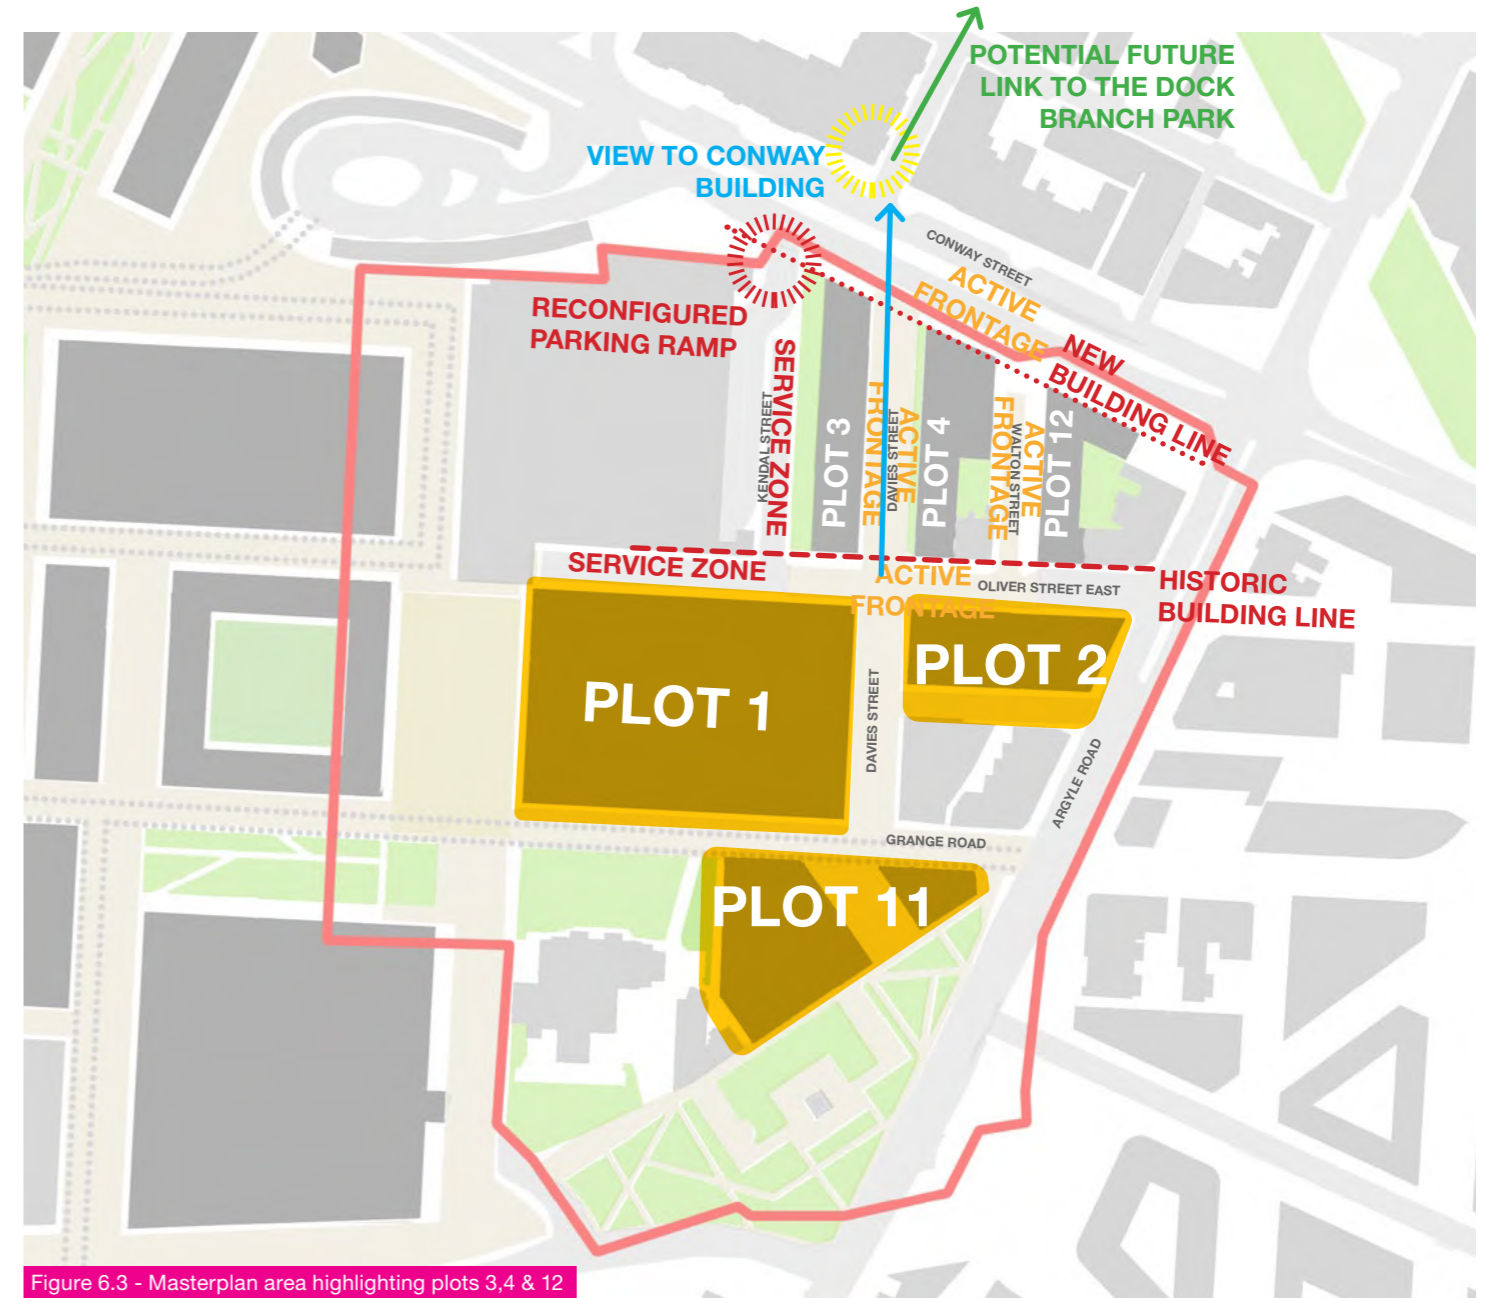 POTENTIAL FUTURE
LINK TO THE DOCK
BRANCH PARK
VIEW TO CONWAY
BUILDING
CONWAY STREET
ACTIVE
FRONTAGE
RECONFIGURED
PARKING RAMP
NEW
BUILDING LINE
KENDAL STREET
SERVICE ZONE
PLOT 3
FRONTAGE
DAVIES STREET
ACTIVE
PLOT 4
FRONTAGE
WALTON STREET
ACTIVE
PLOT 12
SERVICE ZONE
ACTIVE
FRONTAGE
OLIVER STREET EAST
HISTORIC
BUILDING LINE
PLOT 1
DAVIES STREET
PLOT 2
ARGYLE ROAD
GRANGE ROAD
PLOT 11
Figure 6.3 - Masterplan area highlighting plots 3,4 & 12